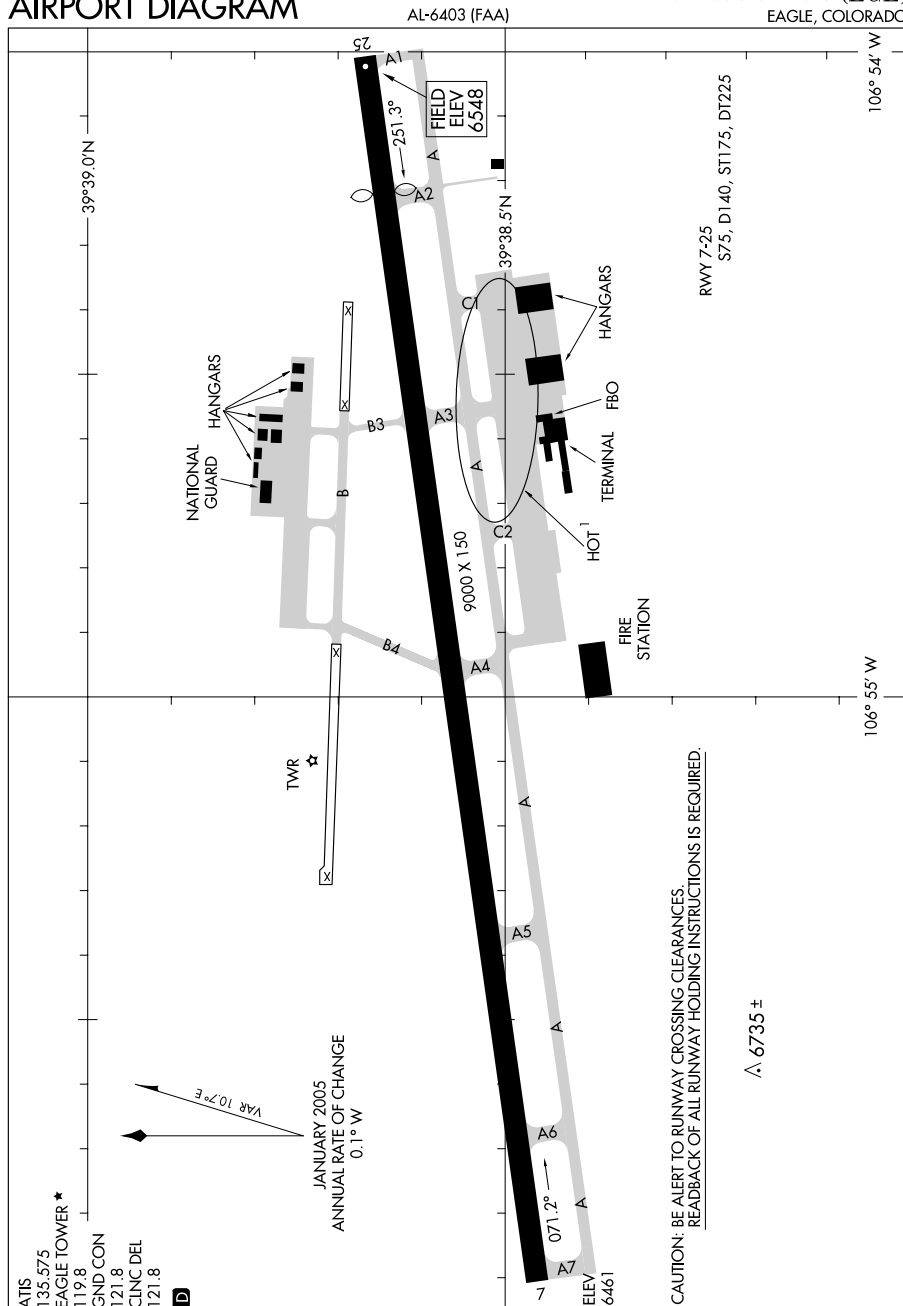 AIRPORT DIAGRAM
AL-6403 (FAA)
EAGLE, COLORADO
ATIS
135.575
EAGLE TOWER ★
119.8
GND CON
121.8
CLNC DEL
121.8
D
VAR 10.7° E
JANUARY 2005
ANNUAL RATE OF CHANGE
0.1° W
39°39.0'N
39°38.5'N
106° 54' W
106° 55' W
25
FIELD
ELEV
6548
251.3°
A1
A
A2
C1
A3
A
B3
B
C2
B4
A4
A
A5
A
A6
A
A7
X
X
X
X
HANGARS
NATIONAL
GUARD
HANGARS
FBO
TERMINAL
HOT 1
FIRE
STATION
TWR
9000 X 150
RWY 7-25
S75, D140, ST175, DT225
071.2°
7
ELEV
6461
CAUTION: BE ALERT TO RUNWAY CROSSING CLEARANCES.
READBACK OF ALL RUNWAY HOLDING INSTRUCTIONS IS REQUIRED.
6735 ±